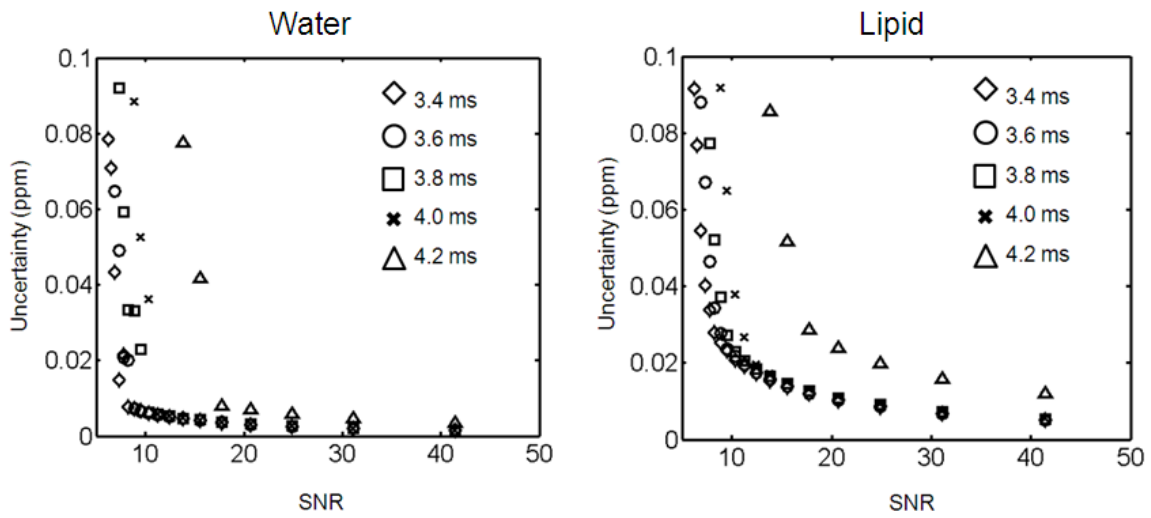 Water
0.1
0.08
0.06
0.04
0.02
0
10
20
30
40
50
Uncertainty (ppm)
SNR
3.4 ms
3.6 ms
3.8 ms
4.0 ms
4.2 ms
Lipid
0.1
0.08
0.06
0.04
0.02
0
10
20
30
40
50
Uncertainty (ppm)
SNR
3.4 ms
3.6 ms
3.8 ms
4.0 ms
4.2 ms